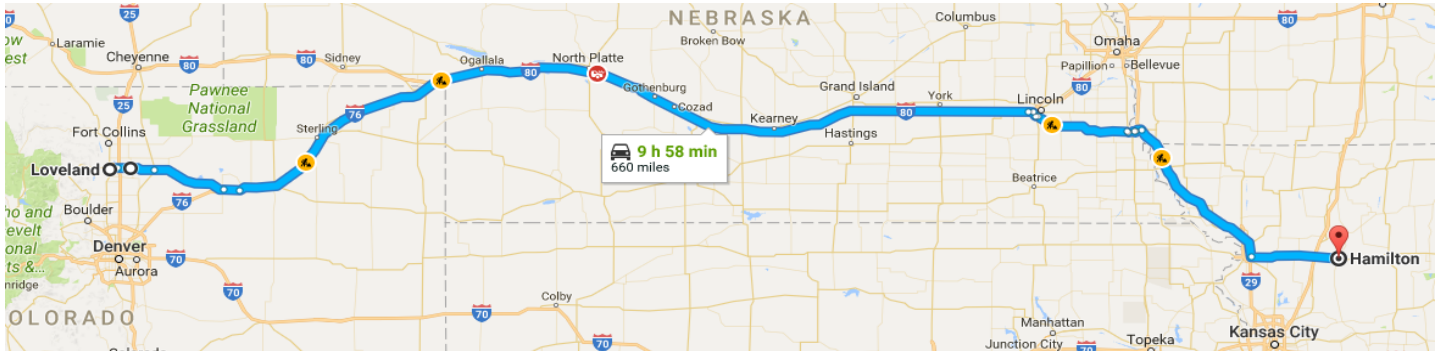 NEBRASKA
Columbus
25
80
80
Laramie
Cheyenne
Broken Bow
Omaha
80
80
Sidney
Ogallala
North Platte
80
Papillion
Bellevue
Pawnee
National
Grassland
Gothenburg
Grand Island
York
Lincoln
80
25
76
Cozad
80
Fort Collins
Sterling
Kearney
Hastings
9 h 58 min
660 miles
Loveland
Beatrice
76
Boulder
Denver
Aurora
70
Hamilton
70
Colby
29
70
OLORADO
Manhattan
Junction City
Topeka
Kansas City